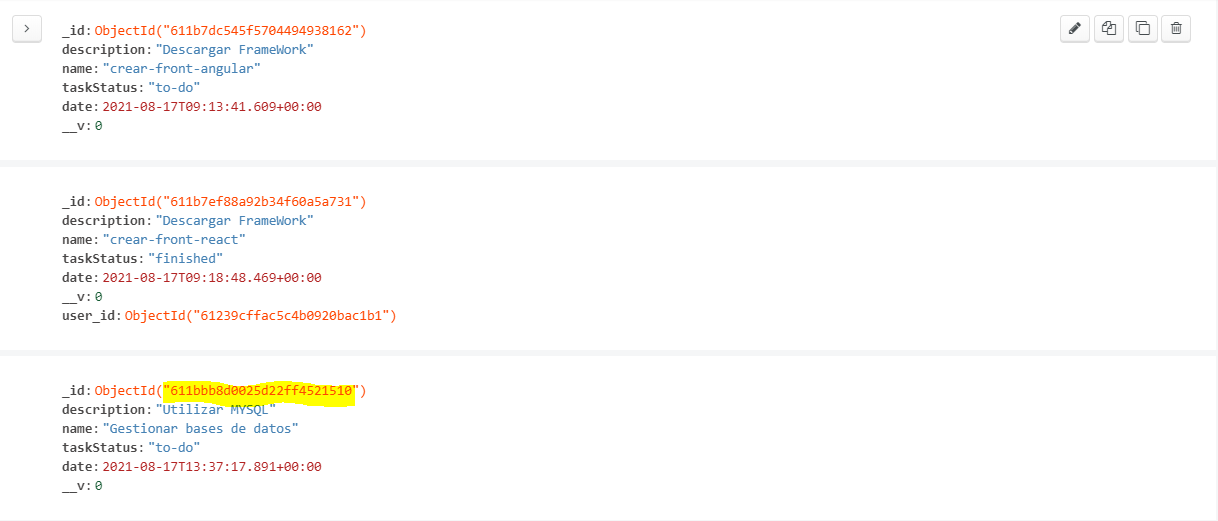 _id: ObjectId("611b7dc545f5704494938162")
description: "Descargar FrameWork"
name: "crear-front-angular"
taskStatus: "to-do"
date: 2021-08-17T09:13:41.609+00:00
__v: 0
_id: ObjectId("611b7ef88a92b34f60a5a731")
description: "Descargar FrameWork"
name: "crear-front-react"
taskStatus: "finished"
date: 2021-08-17T09:18:48.469+00:00
__v: 0
user_id: ObjectId("61239cffac5c4b0920bac1b1")
_id: ObjectId("611bbb8d0025d22ff4521510")
description: "Utilizar MYSQL"
name: "Gestionar bases de datos"
taskStatus: "to-do"
date: 2021-08-17T13:37:17.891+00:00
__v: 0